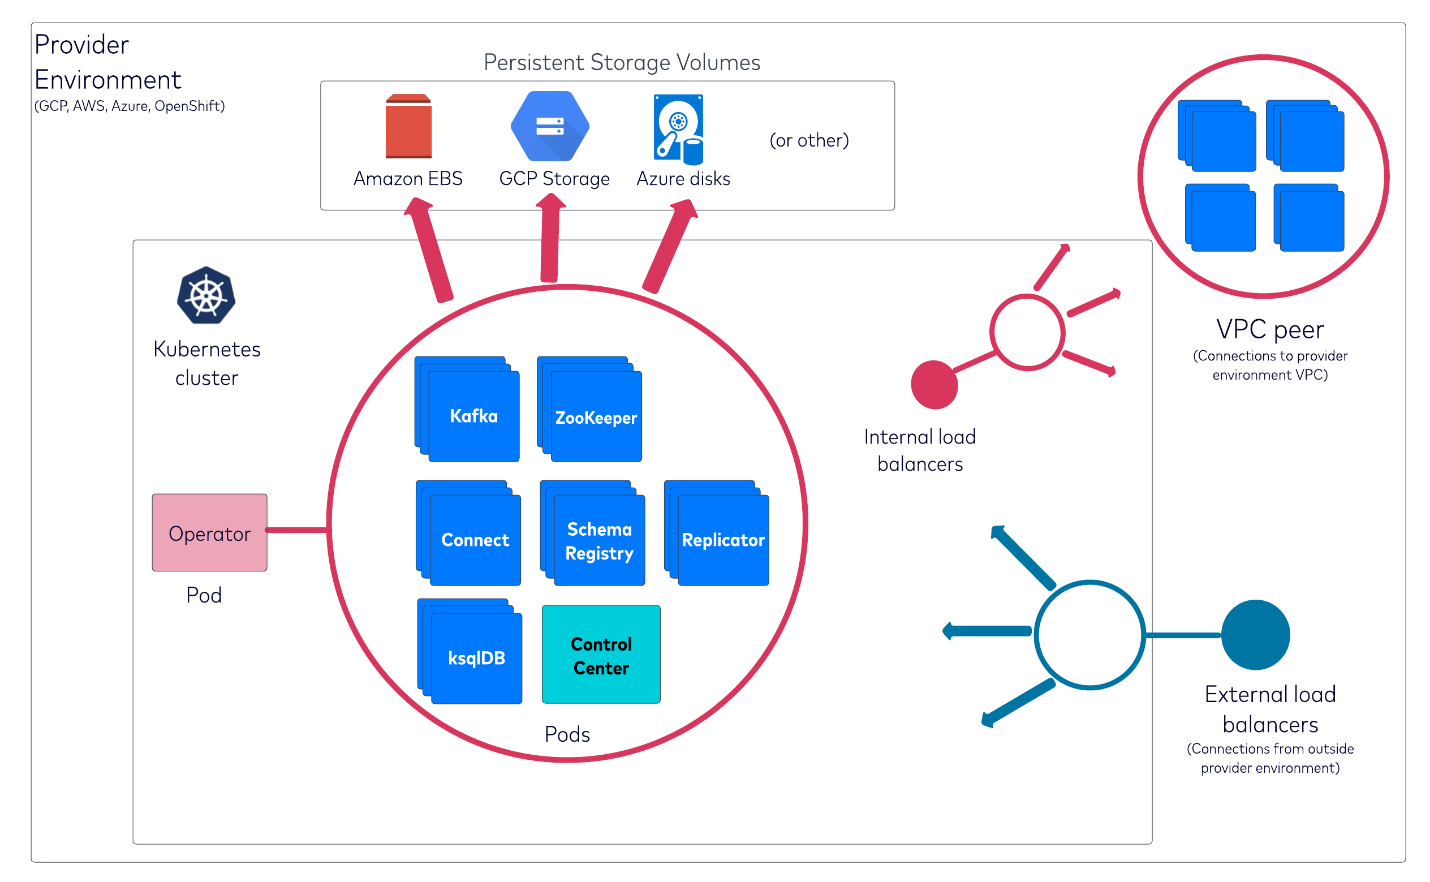 Provider
Environment
(GCP, AWS, Azure, OpenShift)
Persistent Storage Volumes
(or other)
Amazon EBS
GCP Storage
Azure disks
VPC peer
(Connections to provider
environment VPC)
Kubernetes
cluster
Kafka
ZooKeeper
Internal load
balancers
Operator
Pod
Connect
Schema
Registry
Replicator
ksqlDB
Control
Center
Pods
External load
balancers
(Connections from outside
provider environment)